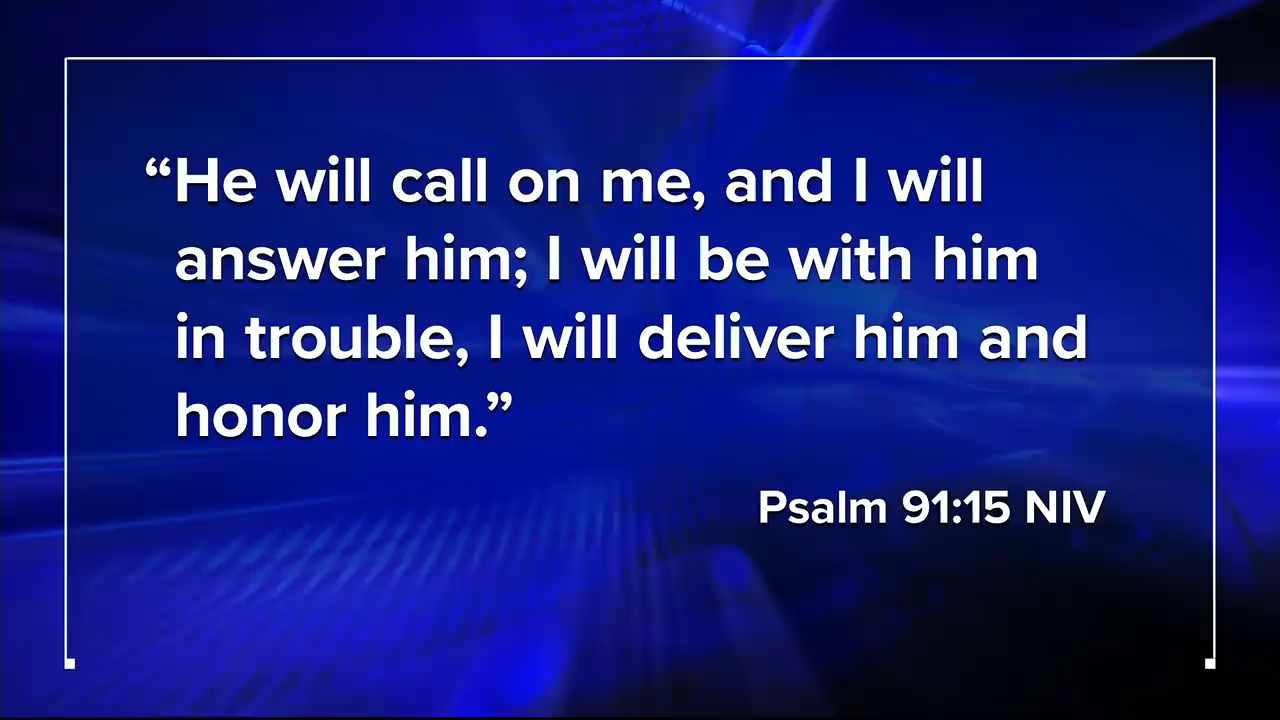 “He will call on me, and I will
answer him; I will be with him
in trouble, I will deliver him and
honor him.”
Psalm 91:15 NIV